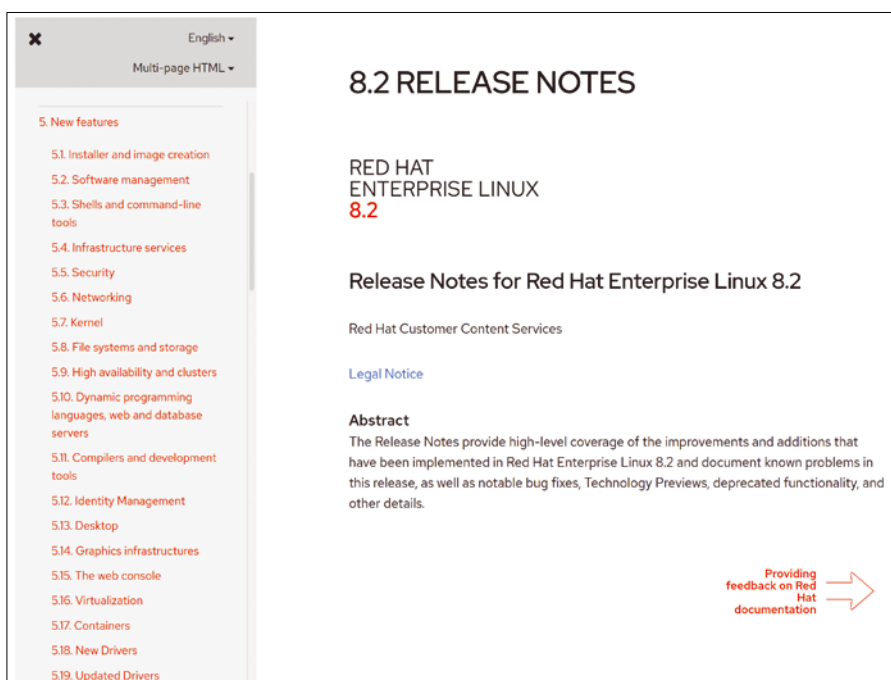 ✖
English ▾
Multi-page HTML ▾
5. New features
5.1. Installer and image creation
5.2. Software management
5.3. Shells and command-line
tools
5.4. Infrastructure services
5.5. Security
5.6. Networking
5.7. Kernel
5.8. File systems and storage
5.9. High availability and clusters
5.10. Dynamic programming
languages, web and database
servers
5.11. Compilers and development
tools
5.12. Identity Management
5.13. Desktop
5.14. Graphics infrastructures
5.15. The web console
5.16. Virtualization
5.17. Containers
5.18. New Drivers
5.19. Updated Drivers
8.2 RELEASE NOTES
RED HAT
ENTERPRISE LINUX
8.2
Release Notes for Red Hat Enterprise Linux 8.2
Red Hat Customer Content Services
Legal Notice
Abstract
The Release Notes provide high-level coverage of the improvements and additions that
have been implemented in Red Hat Enterprise Linux 8.2 and document known problems in
this release, as well as notable bug fixes, Technology Previews, deprecated functionality, and
other details.
Providing
feedback on Red
Hat
documentation